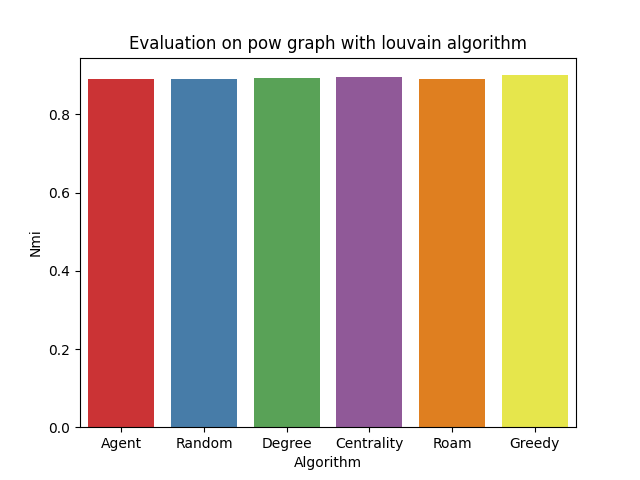 Evaluation on pow graph with louvain algorithm
0.8
0.6
0.4
0.2
0.0
Nmi
Agent Random Degree Centrality Roam Greedy
Algorithm